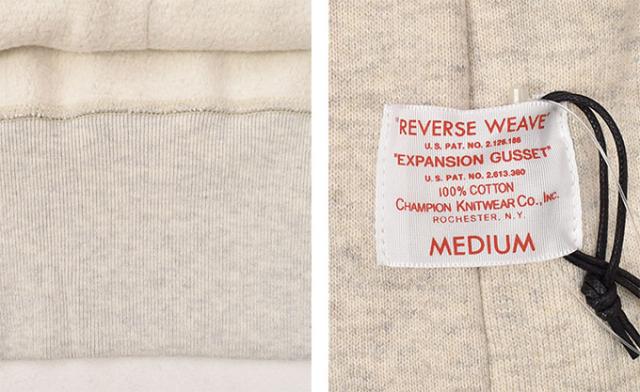 "REVERSE WEAVE"
U.S. PAT. NO. 2.126.186
"EXPANSION GUSSET"
U.S. PAT. NO. 2.613.360
100% COTTON
CHAMPION KNITWEAR CO., INC.
ROCHESTER, N.Y.
MEDIUM